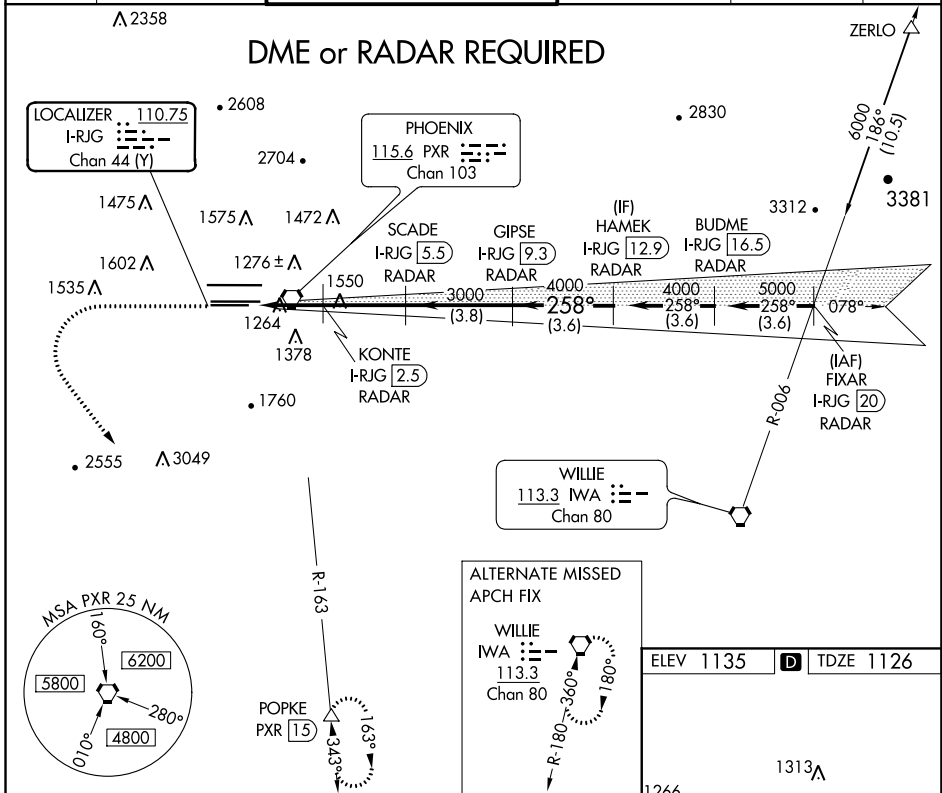 2358
DME or RADAR REQUIRED
ZERLO
LOCALIZER 110.75
I-RJG
Chan 44 (Y)
2608
2704
PHOENIX
115.6 PXR
Chan 103
2830
6000
186°
(10.5)
3381
3312
1475
1575
1472
1602
1276 ±
1535
1550
1264
1378
1760
SCADE
I-RJG 5.5
RADAR
GIPSE
I-RJG 9.3
RADAR
(IF)
HAMEK
I-RJG 12.9
RADAR
BUDME
I-RJG 16.5
RADAR
3000
(3.8)
4000
258°
(3.6)
4000
258°
(3.6)
5000
258°
(3.6)
078°
KONTE
I-RJG 2.5
RADAR
(IAF)
FIXAR
I-RJG 20
RADAR
R-006
2555
3049
WILLIE
113.3 IWA
Chan 80
R-163
MSA PXR 25 NM
160°
6200
5800
280°
010°
4800
POPKE
PXR 15
343°
163°
ALTERNATE MISSED
APCH FIX
WILLIE
IWA
113.3
Chan 80
360°
180°
R-180
ELEV 1135
D
TDZE 1126
1313
1266